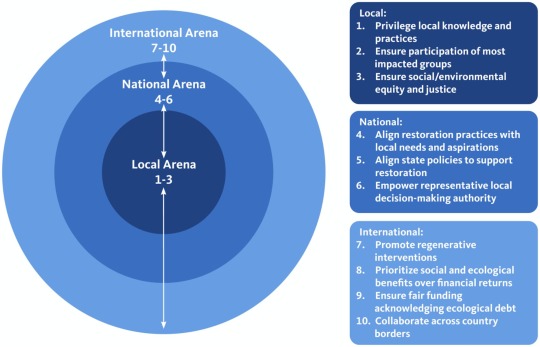 International Arena
7-10
National Arena
4-6
Local Arena
1-3
Local:
1. Privilege local knowledge and
practices
2. Ensure participation of most
impacted groups
3. Ensure social/environmental
equity and justice
National:
4. Align restoration practices with
local needs and aspirations
5. Align state policies to support
restoration
6. Empower representative local
decision-making authority
International:
7. Promote regenerative
interventions
8. Prioritize social and ecological
benefits over financial returns
9. Ensure fair funding
acknowledging ecological debt
10. Collaborate across country
borders